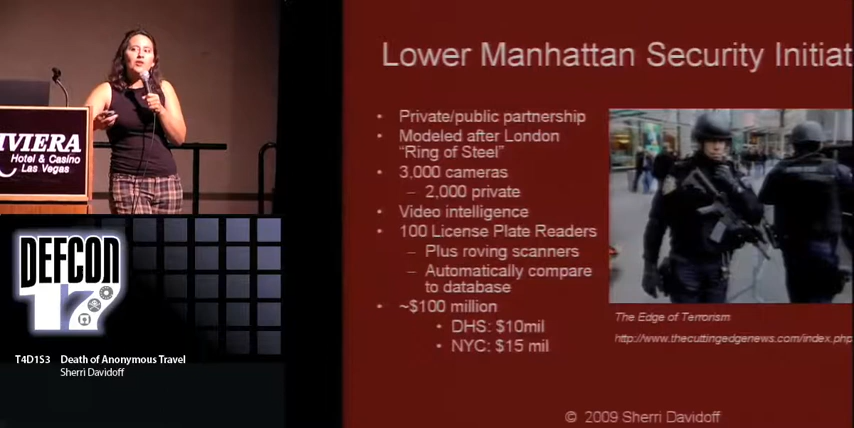 RIVIERA
Hotel & Casino
Las Vegas
DEFCON
17
T4D1S3 Death of Anonymous Travel
Sherri Davidoff
Lower Manhattan Security Initiat
• Private/public partnership
• Modeled after London
"Ring of Steel"
• 3,000 cameras
– 2,000 private
• Video intelligence
• 100 License Plate Readers
– Plus roving scanners
– Automatically compare
to database
• ~$100 million
• DHS: $10mil
• NYC: $15 mil
The Edge of Terrorism
http://www.thecuttingedgenews.com/index.php
© 2009 Sherri Davidoff